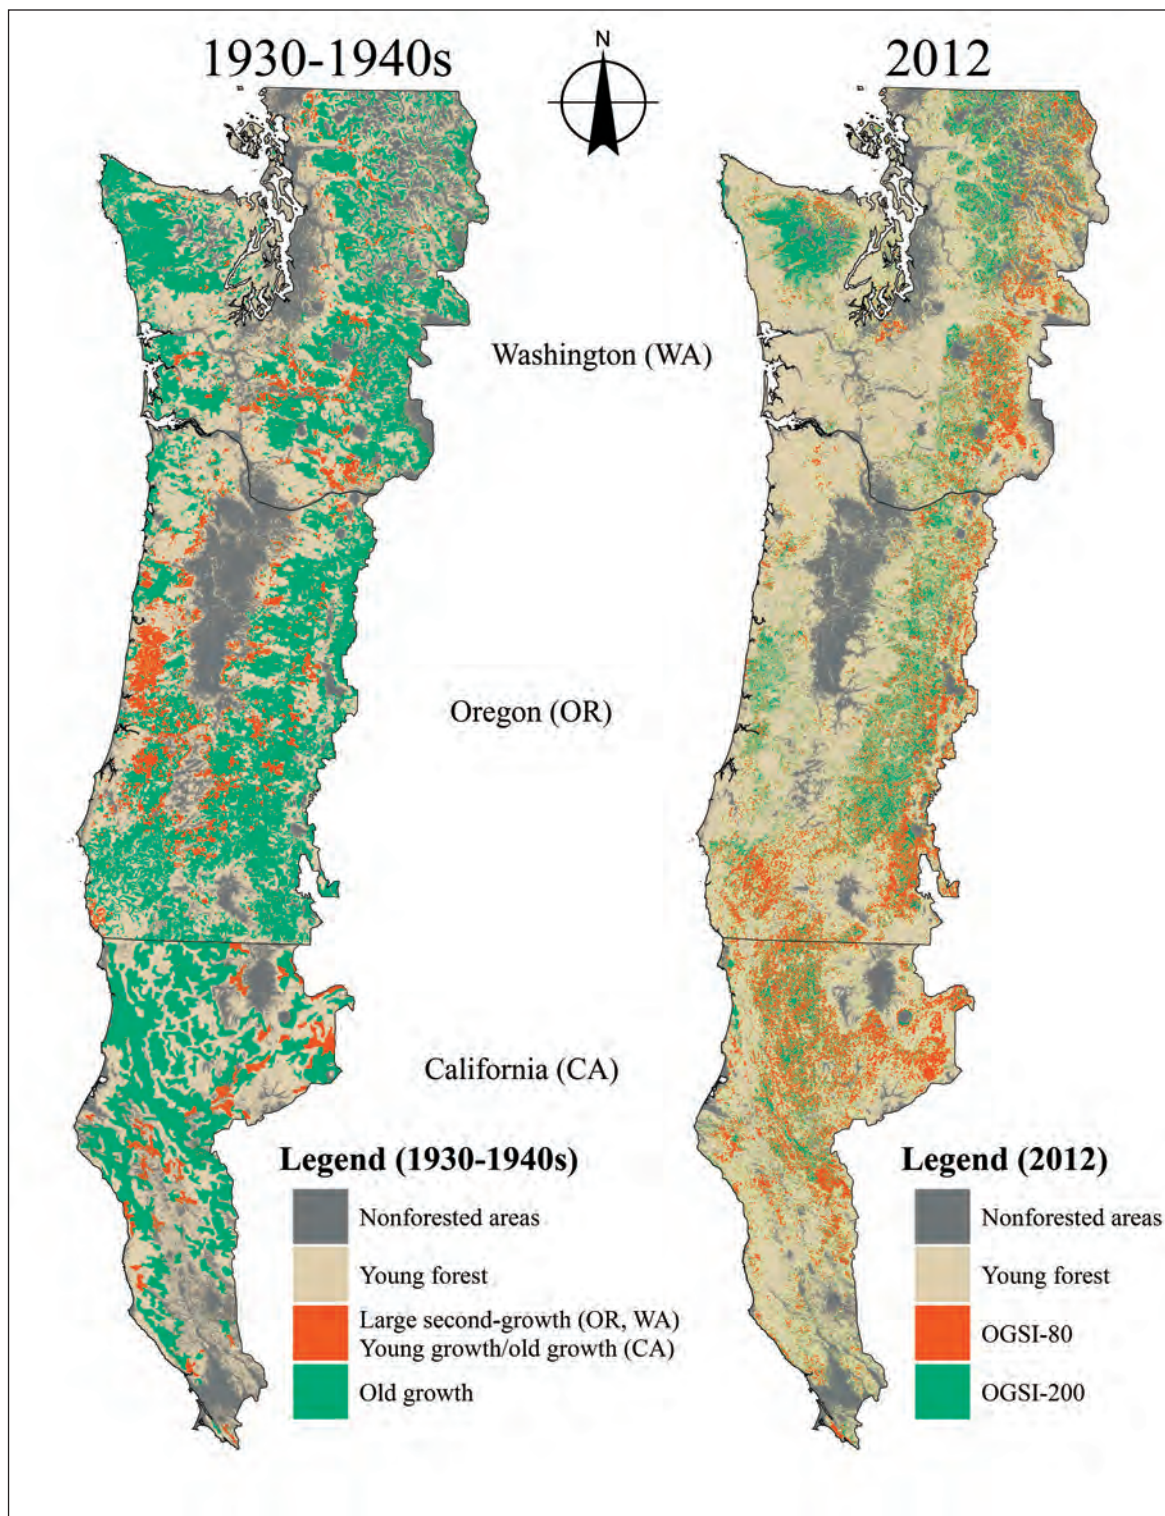 1930-1940s
N
2012
Washington (WA)
Oregon (OR)
California (CA)
Legend (1930-1940s)
Nonforested areas
Young forest
Large second-growth (OR, WA)
Young growth/old growth (CA)
Old growth
Legend (2012)
Nonforested areas
Young forest
OGSI-80
OGSI-200